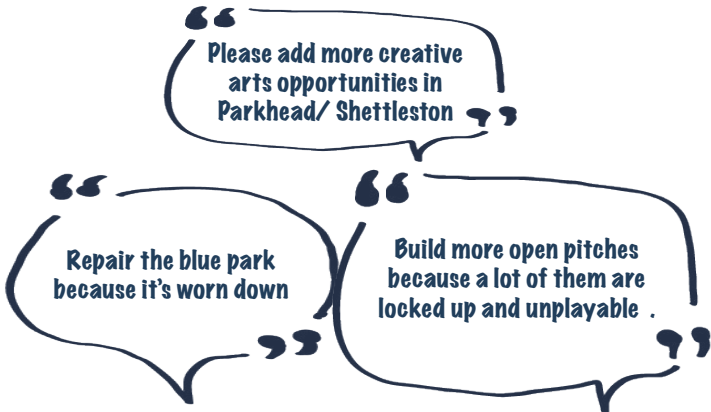 Please add more creative
arts opportunities in
Parkhead/ Shettleston
Repair the blue park
because it's worn down
Build more open pitches
because a lot of them are
locked up and unplayable .